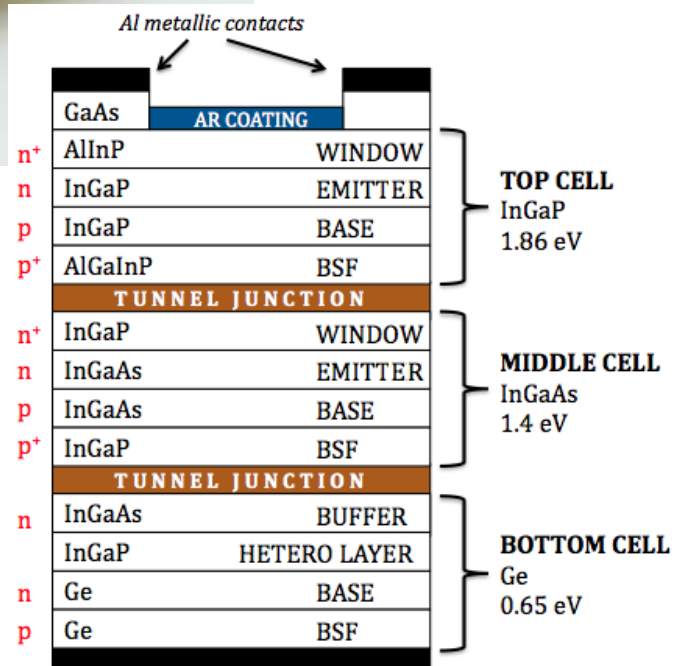 Al metallic contacts
GaAs AR COATING
n⁺ AlInP WINDOW
n InGaP EMITTER
p InGaP BASE
p⁺ AlGaInP BSF
TOP CELL
InGaP
1.86 eV
TUNNEL JUNCTION
n⁺ InGaP WINDOW
n InGaAs EMITTER
p InGaAs BASE
p⁺ InGaP BSF
MIDDLE CELL
InGaAs
1.4 eV
TUNNEL JUNCTION
n InGaAs BUFFER
InGaP HETERO LAYER
n Ge BASE
p Ge BSF
BOTTOM CELL
Ge
0.65 eV